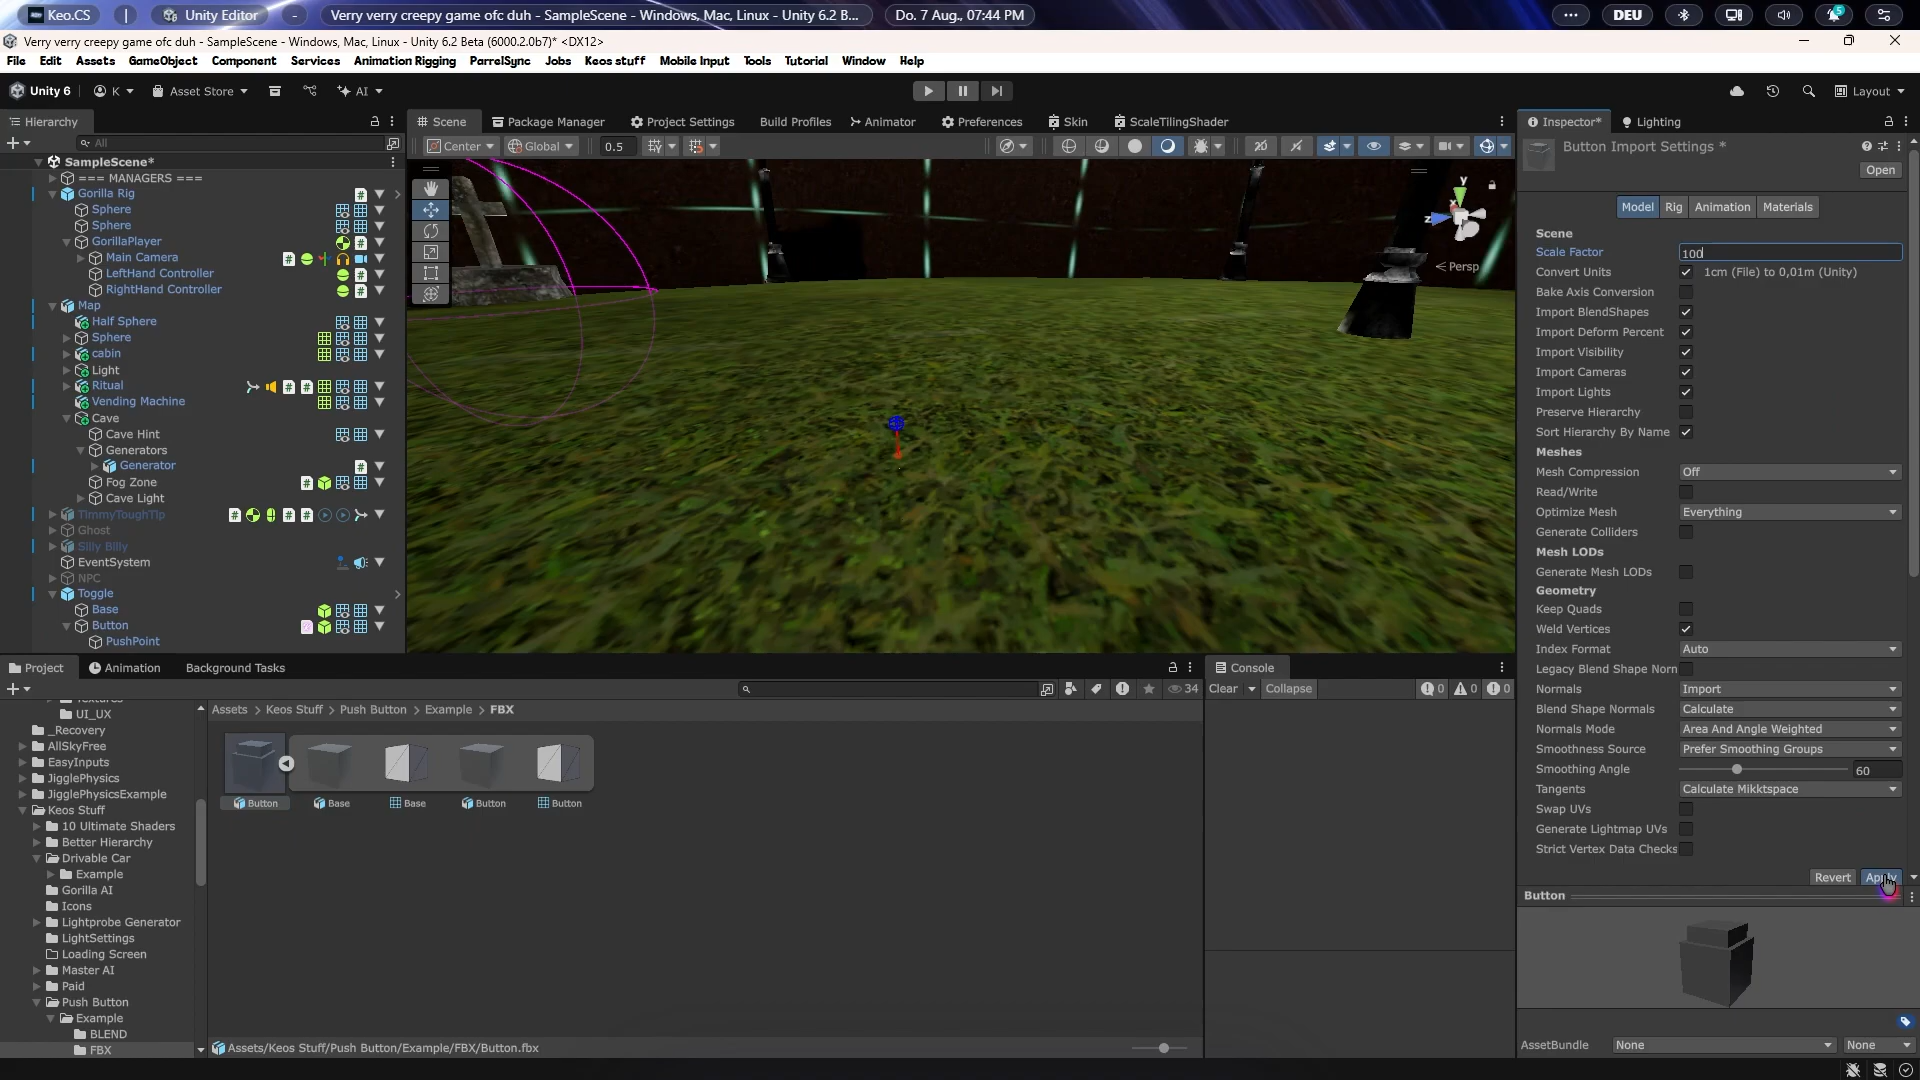 Keo.CS | Unity Editor - Verry verry creepy game ofc duh - SampleScene - Windows, Mac, Linux - Unity 6.2 B... Do. 7 Aug., 07:44 PM DEU 5
Verry verry creepy game ofc duh - SampleScene - Windows, Mac, Linux - Unity 6.2 Beta (6000.2.0b7)* <DX12>
File Edit Assets GameObject Component Services Animation Rigging ParrelSync Jobs Keos stuff Mobile Input Tools Tutorial Window Help
Unity 6 K Asset Store AI Layout
Hierarchy Scene Package Manager Project Settings Build Profiles Animator Preferences Skin ScaleTilingShader Inspector* Lighting
All Center Global 0.5 2D Button Import Settings *
Open
SampleScene*
=== MANAGERS ===
Gorilla Rig
Sphere
Sphere
GorillaPlayer
Main Camera
LeftHand Controller
RightHand Controller
Map
Half Sphere
Sphere
cabin
Light
Ritual
Vending Machine
Cave
Cave Hint
Generators
Generator
Fog Zone
Cave Light
TimmyToughTip
Ghost
Silly Billy
EventSystem
NPC
Toggle
Base
Button
PushPoint
y
x
z
Persp
Model Rig Animation Materials
Scene
Scale Factor 100
Convert Units 1cm (File) to 0,01m (Unity)
Bake Axis Conversion
Import BlendShapes
Import Deform Percent
Import Visibility
Import Cameras
Import Lights
Preserve Hierarchy
Sort Hierarchy By Name
Meshes
Mesh Compression Off
Read/Write
Optimize Mesh Everything
Generate Colliders
Mesh LODs
Generate Mesh LODs
Geometry
Keep Quads
Weld Vertices
Index Format Auto
Legacy Blend Shape Norn
Normals Import
Blend Shape Normals Calculate
Normals Mode Area And Angle Weighted
Smoothness Source Prefer Smoothing Groups
Smoothing Angle 60
Tangents Calculate Mikktspace
Swap UVs
Generate Lightmap UVs
Strict Vertex Data Checks
Revert Apply
Button
AssetBundle None None
Project Animation Background Tasks
34
Console
Clear Collapse 0 0 0
Assets > Keos Stuff > Push Button > Example > FBX
Button Base Base Button Button
Textures
UI_UX
_Recovery
AllSkyFree
EasyInputs
JigglePhysics
JigglePhysicsExample
Keos Stuff
10 Ultimate Shaders
Better Hierarchy
Drivable Car
Example
Gorilla AI
Icons
Lightprobe Generator
LightSettings
Loading Screen
Master AI
Paid
Push Button
Example
BLEND
FBX
Assets/Keos Stuff/Push Button/Example/FBX/Button.fbx